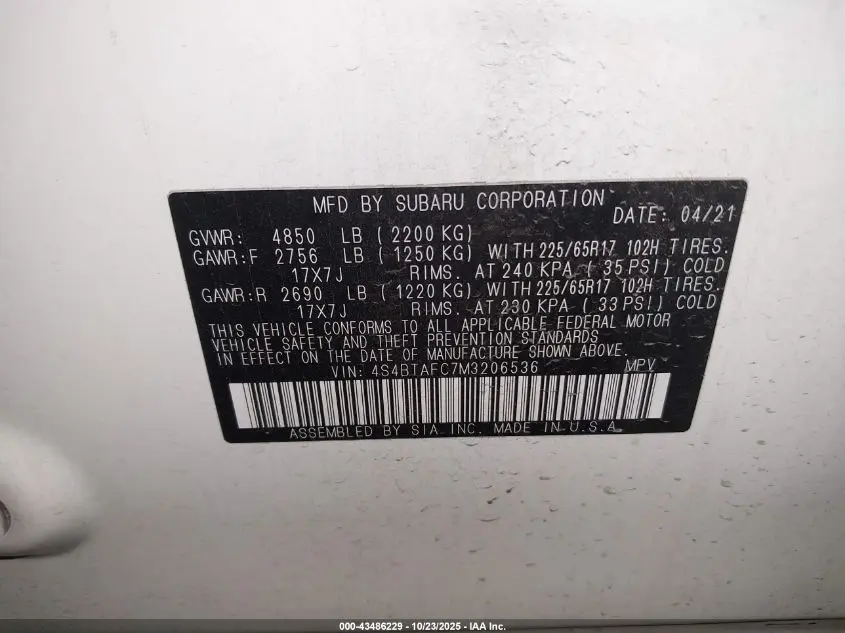 MFD BY SUBARU CORPORATION
DATE: 04/21
GVWR: 4850 LB ( 2200 KG)
GAWR:F 2756 LB ( 1250 KG) WITH 225/65R17 102H TIRES.
17X7J RIMS. AT 240 KPA ( 35 PSI) COLD
GAWR:R 2690 LB ( 1220 KG) WITH 225/65R17 102H TIRES.
17X7J RIMS. AT 230 KPA ( 33 PSI) COLD
THIS VEHICLE CONFORMS TO ALL APPLICABLE FEDERAL MOTOR
VEHICLE SAFETY AND THEFT PREVENTION STANDARDS
IN EFFECT ON THE DATE OF MANUFACTURE SHOWN ABOVE.
VIN: 4S4BTAFC7M3206536 MPV
ASSEMBLED BY SIA INC. MADE IN U.S.A.
000-43486229 - 10/23/2025 - IAA Inc.